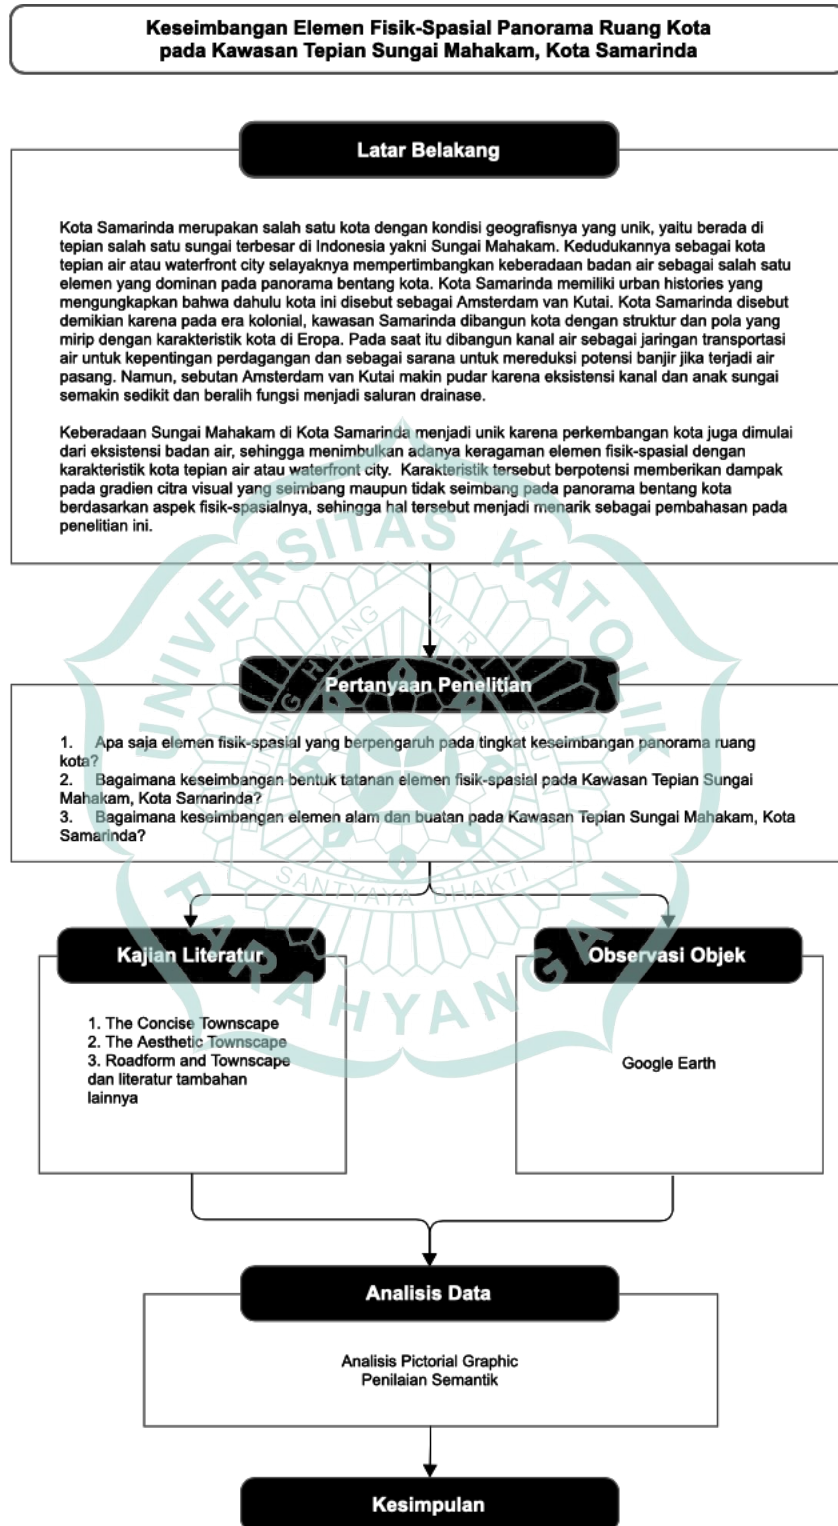 Keseimbangan Elemen Fisik-Spasial Panorama Ruang Kota
pada Kawasan Tepian Sungai Mahakam, Kota Samarinda
Latar Belakang
Kota Samarinda merupakan salah satu kota dengan kondisi geografisnya yang unik, yaitu berada di
tepian salah satu sungai terbesar di Indonesia yakni Sungai Mahakam. Kedudukannya sebagai kota
tepian air atau waterfront city selayaknya mempertimbangkan keberadaan badan air sebagai salah satu
elemen yang dominan pada panorama bentang kota. Kota Samarinda memiliki urban histories yang
mengungkapkan bahwa dahulu kota ini disebut sebagai Amsterdam van Kutai. Kota Samarinda disebut
demikian karena pada era kolonial, kawasan Samarinda dibangun kota dengan struktur dan pola yang
mirip dengan karakteristik kota di Eropa. Pada saat itu dibangun kanal air sebagai jaringan transportasi
air untuk kepentingan perdagangan dan sebagai sarana untuk mereduksi potensi banjir jika terjadi air
pasang. Namun, sebutan Amsterdam van Kutai makin pudar karena eksistensi kanal dan anak sungai
semakin sedikit dan beralih fungsi menjadi saluran drainase.
Keberadaan Sungai Mahakam di Kota Samarinda menjadi unik karena perkembangan kota juga dimulai
dari eksistensi badan air, sehingga menimbulkan adanya keragaman elemen fisik-spasial dengan
karakteristik kota tepian air atau waterfront city. Karakteristik tersebut berpotensi memberikan dampak
pada gradien citra visual yang seimbang maupun tidak seimbang pada panorama bentang kota
berdasarkan aspek fisik-spasialnya, sehingga hal tersebut menjadi menarik sebagai pembahasan pada
penelitian ini.
Pertanyaan Penelitian
1. Apa saja elemen fisik-spasial yang berpengaruh pada tingkat keseimbangan panorama ruang
kota?
2. Bagaimana keseimbangan bentuk tatanan elemen fisik-spasial pada Kawasan Tepian Sungai
Mahakam, Kota Samarinda?
3. Bagaimana keseimbangan elemen alam dan buatan pada Kawasan Tepian Sungai Mahakam, Kota
Samarinda?
Kajian Literatur
1. The Concise Townscape
2. The Aesthetic Townscape
3. Roadform and Townscape
dan literatur tambahan
lainnya
Observasi Objek
Google Earth
Analisis Data
Analisis Pictorial Graphic
Penilaian Semantik
Kesimpulan
UNIVERSITAS KATOLIK
PARAHYANGAN
SANTYAYA BHAKTI